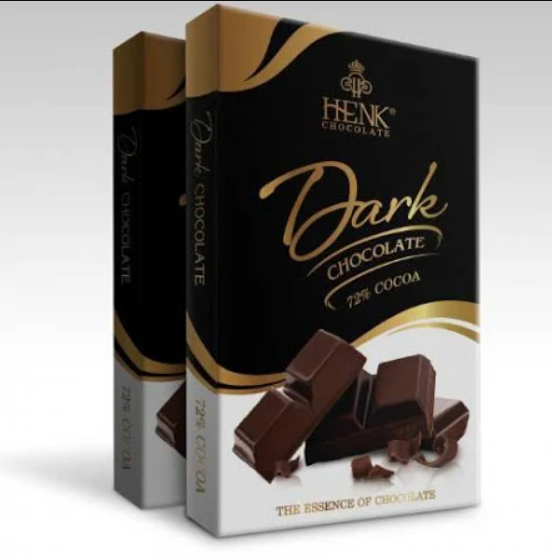 HENK®
CHOCOLATE
Dark
CHOCOLATE
72% COCOA
THE ESSENCE OF CHOCOLATE
Dark CHOCOLATE
72% COCOA
Dark CHOCOLATE
72% COCOA